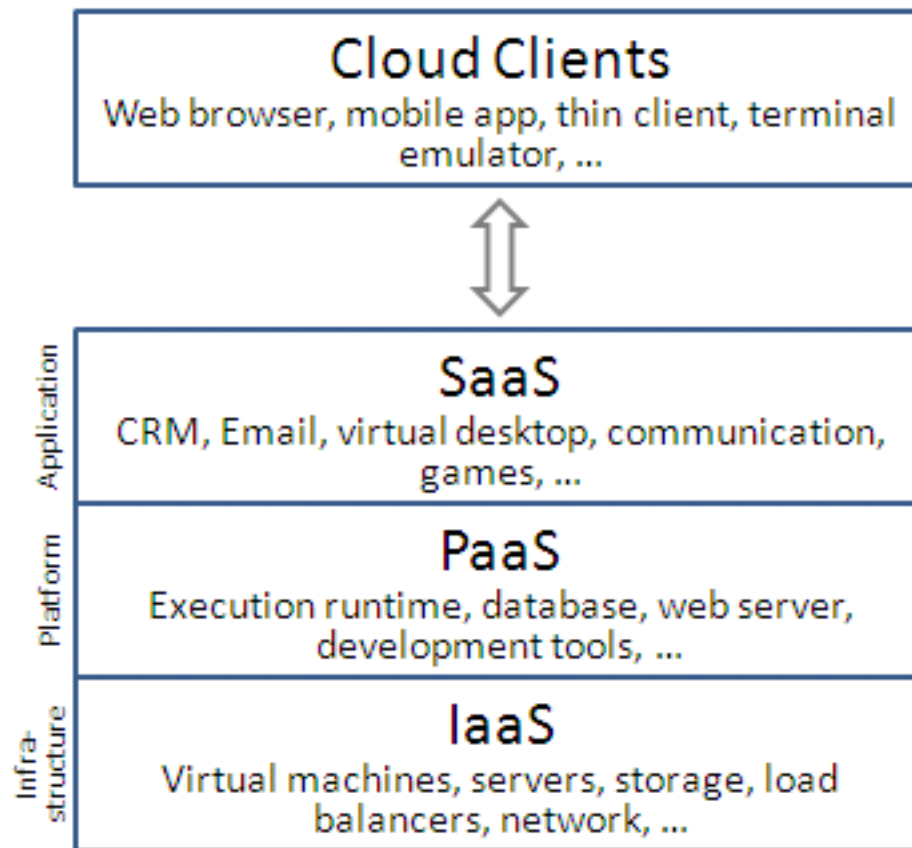 Cloud Clients
Web browser, mobile app, thin client, terminal
emulator, ...
Application
SaaS
CRM, Email, virtual desktop, communication,
games, ...
Platform
PaaS
Execution runtime, database, web server,
development tools, ...
Infra-
structure
IaaS
Virtual machines, servers, storage, load
balancers, network, ...